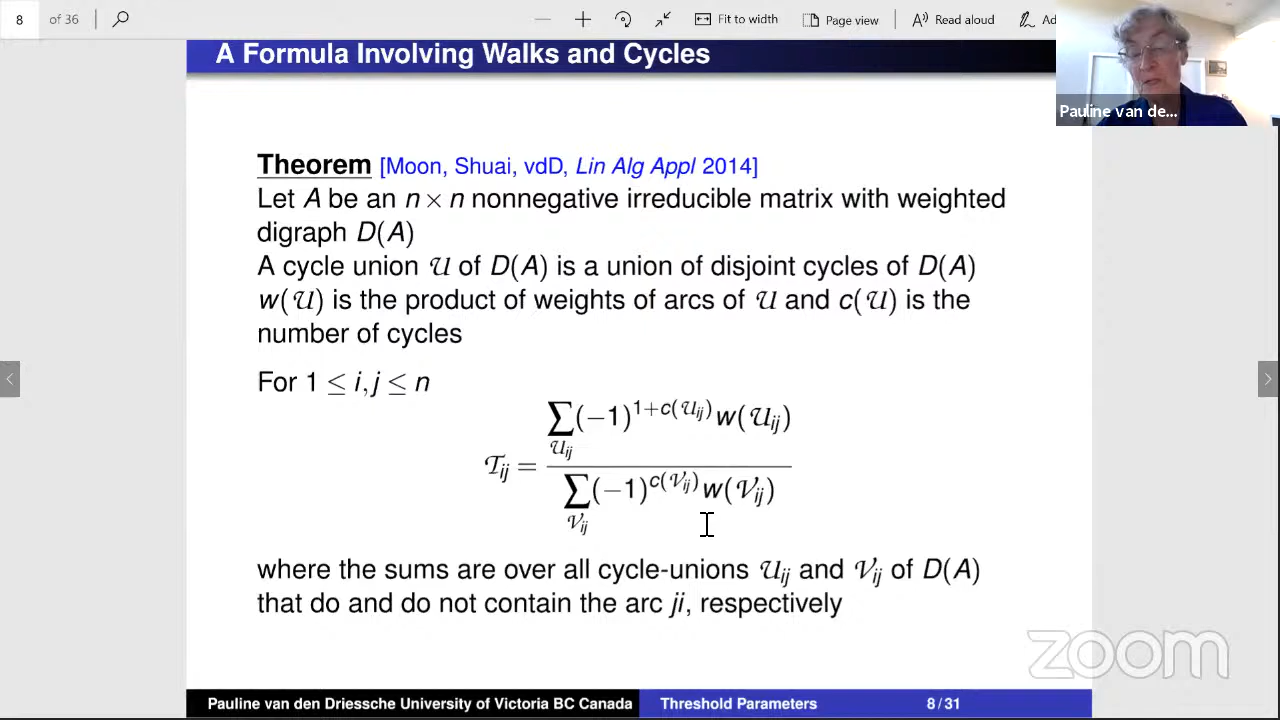 8 of 36
Fit to width
Page view
Read aloud
Ad
Pauline van de...
A Formula Involving Walks and Cycles
Theorem [Moon, Shuai, vdD, Lin Alg Appl 2014]
Let A be an n × n nonnegative irreducible matrix with weighted
digraph D(A)
A cycle union 𝒰 of D(A) is a union of disjoint cycles of D(A)
w(𝒰) is the product of weights of arcs of 𝒰 and c(𝒰) is the
number of cycles
For 1 ≤ i, j ≤ n
∑(−1)^{1+c(𝒰_{ij})} w(𝒰_{ij})
𝒰_{ij}
𝒯_{ij} =
∑(−1)^{c(𝒱_{ij})} w(𝒱_{ij})
𝒱_{ij}
where the sums are over all cycle-unions 𝒰_{ij} and 𝒱_{ij} of D(A)
that do and do not contain the arc ji, respectively
zoom
Pauline van den Driessche University of Victoria BC Canada Threshold Parameters 8 / 31